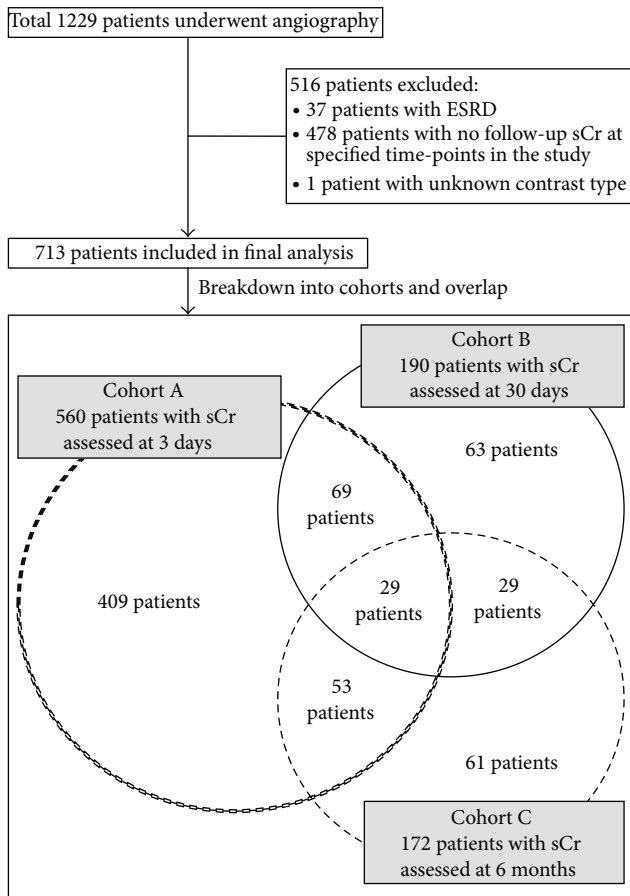 Total 1229 patients underwent angiography
516 patients excluded:
• 37 patients with ESRD
• 478 patients with no follow-up sCr at
specified time-points in the study
• 1 patient with unknown contrast type
713 patients included in final analysis
Breakdown into cohorts and overlap
Cohort B
190 patients with sCr
assessed at 30 days
Cohort A
560 patients with sCr
assessed at 3 days
63 patients
69
patients
409 patients
29
patients
29
patients
53
patients
61 patients
Cohort C
172 patients with sCr
assessed at 6 months